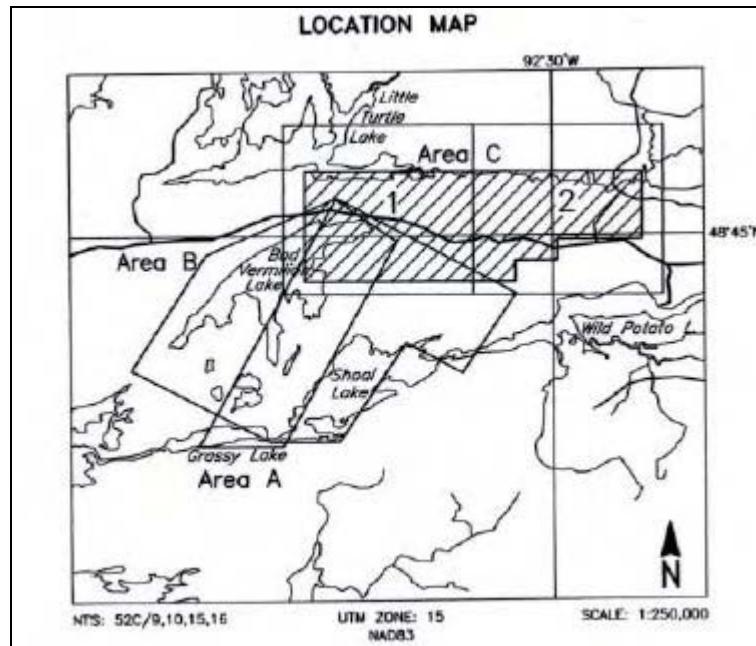 LOCATION MAP
92°30'W
Little
Turtle
Lake
Area C
1
2
48°45'N
Area B
Bad
Vermilion
Lake
Wild Potato L.
Shoal
Lake
Grassy Lake
Area A
N
NTS: 52C/9,10,15,16
UTM ZONE: 15
SCALE: 1:250,000
NAD83